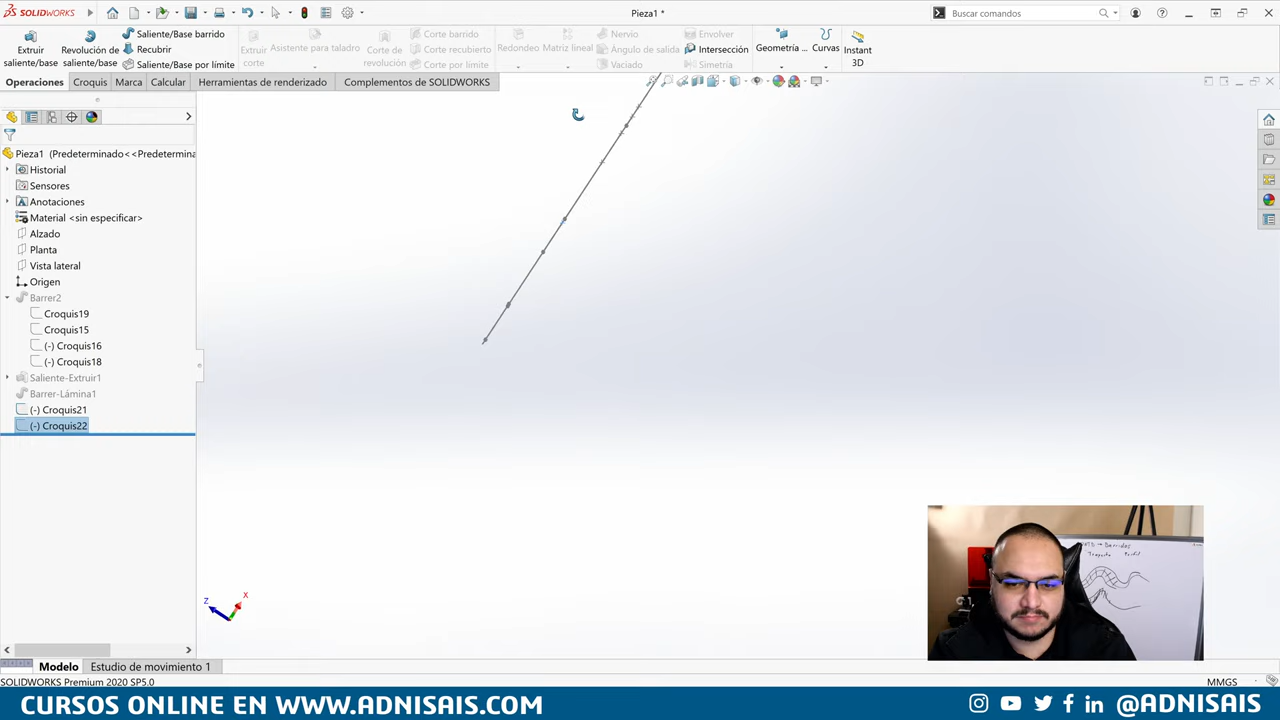 SOLIDWORKS
Pieza1 *
Buscar comandos
Extruir saliente/base
Revolución de saliente/base
Saliente/Base barrido
Recubrir
Saliente/Base por límite
Extruir corte
Asistente para taladro
Corte de revolución
Corte barrido
Corte recubierto
Corte por límite
Redondeo
Matriz lineal
Nervio
Ángulo de salida
Vaciado
Envolver
Intersección
Simetría
Geometría ...
Curvas
Instant 3D
Operaciones
Croquis
Marca
Calcular
Herramientas de renderizado
Complementos de SOLIDWORKS
Pieza1 (Predeterminado<<Predetermina
Historial
Sensores
Anotaciones
Material <sin especificar>
Alzado
Planta
Vista lateral
Origen
Barrer2
Croquis19
Croquis15
(-) Croquis16
(-) Croquis18
Saliente-Extruir1
Barrer-Lámina1
(-) Croquis21
(-) Croquis22
Z
X
Barridos
Trayecto Perfil
Modelo
Estudio de movimiento 1
SOLIDWORKS Premium 2020 SP5.0
MMGS
CURSOS ONLINE EN WWW.ADNISAIS.COM
@ADNISAIS